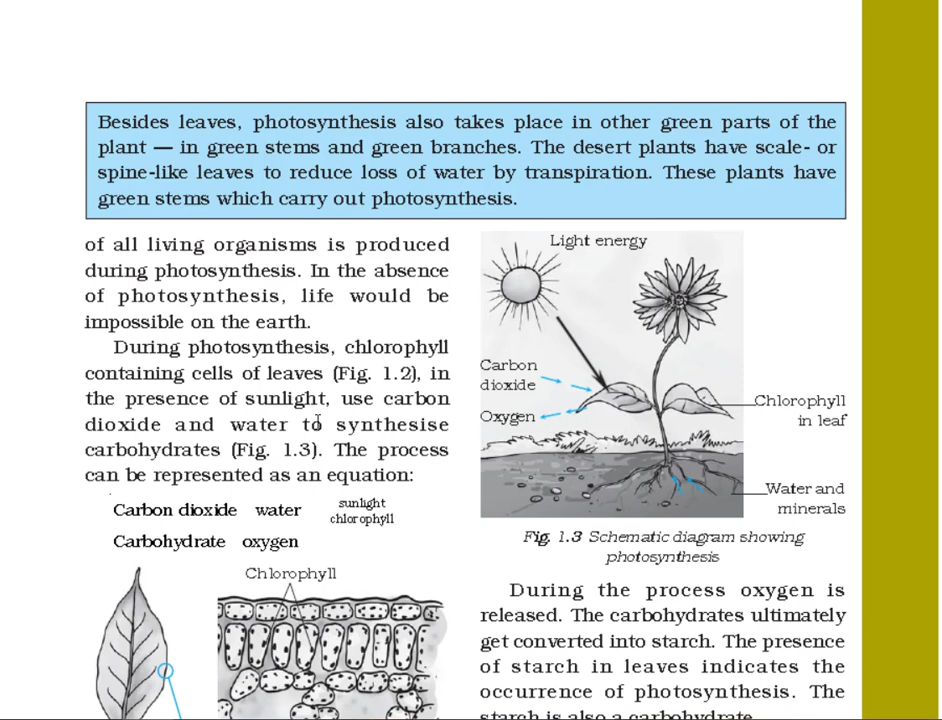 Besides leaves, photosynthesis also takes place in other green parts of the
plant — in green stems and green branches. The desert plants have scale- or
spine-like leaves to reduce loss of water by transpiration. These plants have
green stems which carry out photosynthesis.
of all living organisms is produced
during photosynthesis. In the absence
of photosynthesis, life would be
impossible on the earth.
During photosynthesis, chlorophyll
containing cells of leaves (Fig. 1.2), in
the presence of sunlight, use carbon
dioxide and water to synthesise
carbohydrates (Fig. 1.3). The process
can be represented as an equation:
Carbon dioxide water sunlight
chlorophyll
Carbohydrate oxygen
Chlorophyll
Light energy
Carbon
dioxide
Oxygen
Chlorophyll
in leaf
Water and
minerals
Fig. 1.3 Schematic diagram showing
photosynthesis
During the process oxygen is
released. The carbohydrates ultimately
get converted into starch. The presence
of starch in leaves indicates the
occurrence of photosynthesis. The
starch is also a carbohydrate.